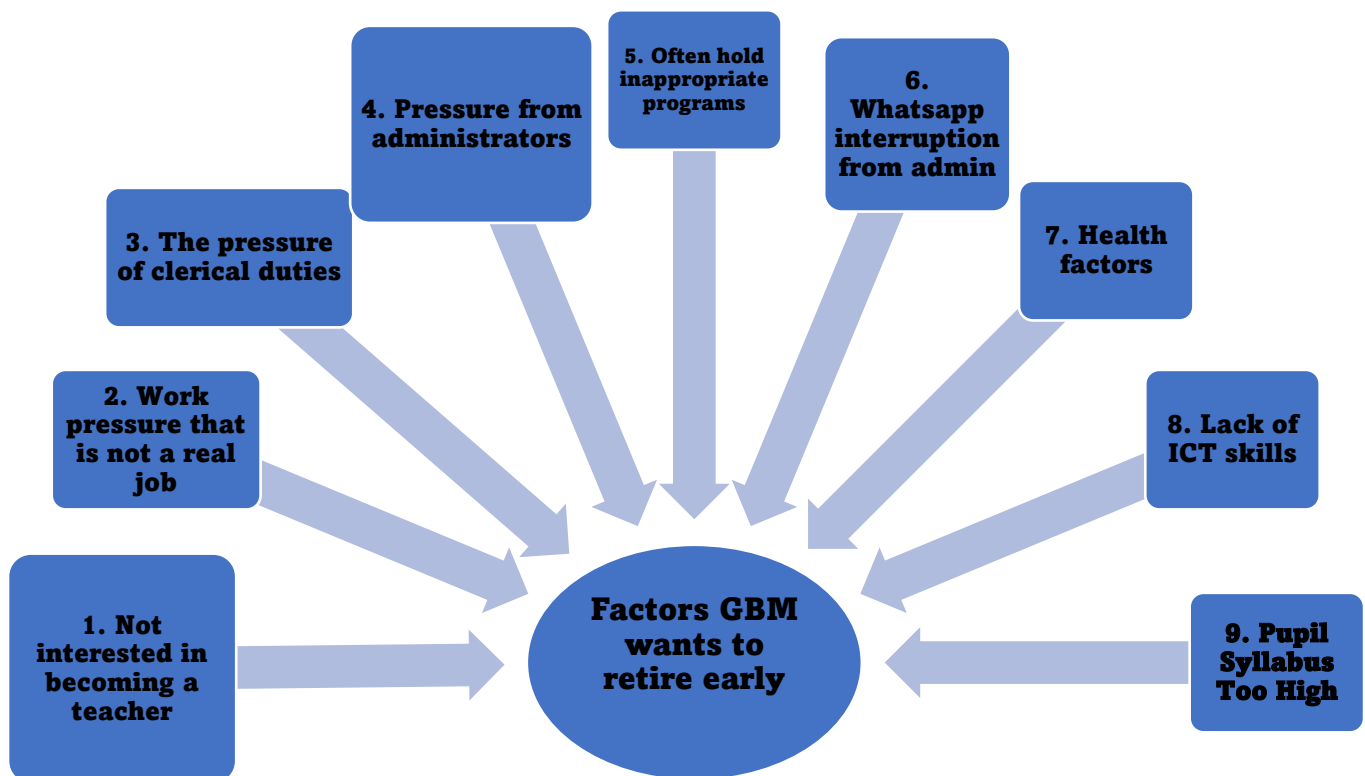 1. Not
interested in
becoming a
teacher
2. Work
pressure that
is not a real
job
3. The pressure
of clerical duties
4. Pressure from
administrators
5. Often hold
inappropriate
programs
6.
Whatsapp
interruption
from admin
7. Health
factors
8. Lack of
ICT skills
9. Pupil
Syllabus
Too High
Factors GBM
wants to
retire early